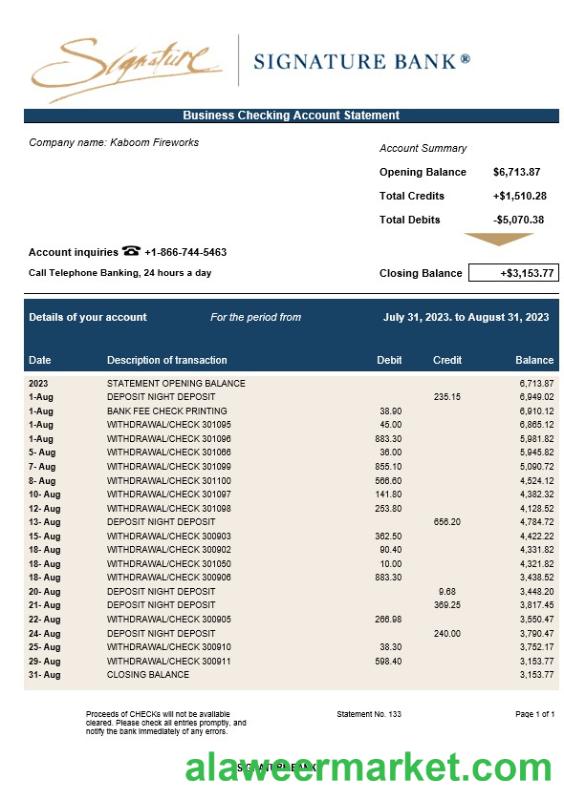 Signature
SIGNATURE BANK®
Business Checking Account Statement
Company name: Kaboom Fireworks
Account Summary
Opening Balance $6,713.87
Total Credits +$1,510.28
Total Debits -$5,070.38
Account inquiries ☎ +1-866-744-5463
Call Telephone Banking, 24 hours a day
Closing Balance +$3,153.77
Details of your account For the period from July 31, 2023. to August 31, 2023
Date Description of transaction Debit Credit Balance
2023 STATEMENT OPENING BALANCE 6,713.87
1-Aug DEPOSIT NIGHT DEPOSIT 235.15 6,949.02
1-Aug BANK FEE CHECK PRINTING 38.90 6,910.12
1-Aug WITHDRAWAL/CHECK 301095 45.00 6,865.12
1-Aug WITHDRAWAL/CHECK 301096 883.30 5,981.82
5- Aug WITHDRAWAL/CHECK 301066 36.00 5,945.82
7- Aug WITHDRAWAL/CHECK 301099 855.10 5,090.72
8- Aug WITHDRAWAL/CHECK 301100 566.60 4,524.12
10- Aug WITHDRAWAL/CHECK 301097 141.80 4,382.32
12- Aug WITHDRAWAL/CHECK 301098 253.80 4,128.52
13- Aug DEPOSIT NIGHT DEPOSIT 656.20 4,784.72
15- Aug WITHDRAWAL/CHECK 300903 362.50 4,422.22
18- Aug WITHDRAWAL/CHECK 300902 90.40 4,331.82
18- Aug WITHDRAWAL/CHECK 301050 10.00 4,321.82
18- Aug WITHDRAWAL/CHECK 300906 883.30 3,438.52
20- Aug DEPOSIT NIGHT DEPOSIT 9.68 3,448.20
21- Aug DEPOSIT NIGHT DEPOSIT 369.25 3,817.45
22- Aug WITHDRAWAL/CHECK 300905 266.98 3,550.47
24- Aug DEPOSIT NIGHT DEPOSIT 240.00 3,790.47
25- Aug WITHDRAWAL/CHECK 300910 38.30 3,752.17
29- Aug WITHDRAWAL/CHECK 300911 598.40 3,153.77
31- Aug CLOSING BALANCE 3,153.77
Proceeds of CHECKs will not be available
cleared. Please check all entries promptly, and
notify the bank immediately of any errors.
Statement No. 133
Page 1 of 1
SIGNATURE BANK
alaweermarket.com